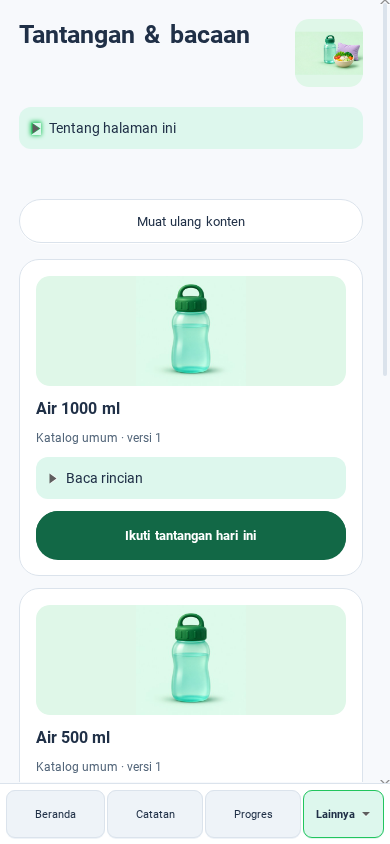 Tantangan & bacaan
Tentang halaman ini
Muat ulang konten
Air 1000 ml
Katalog umum · versi 1
Baca rincian
Ikuti tantangan hari ini
Air 500 ml
Katalog umum · versi 1
Beranda
Catatan
Progres
Lainnya